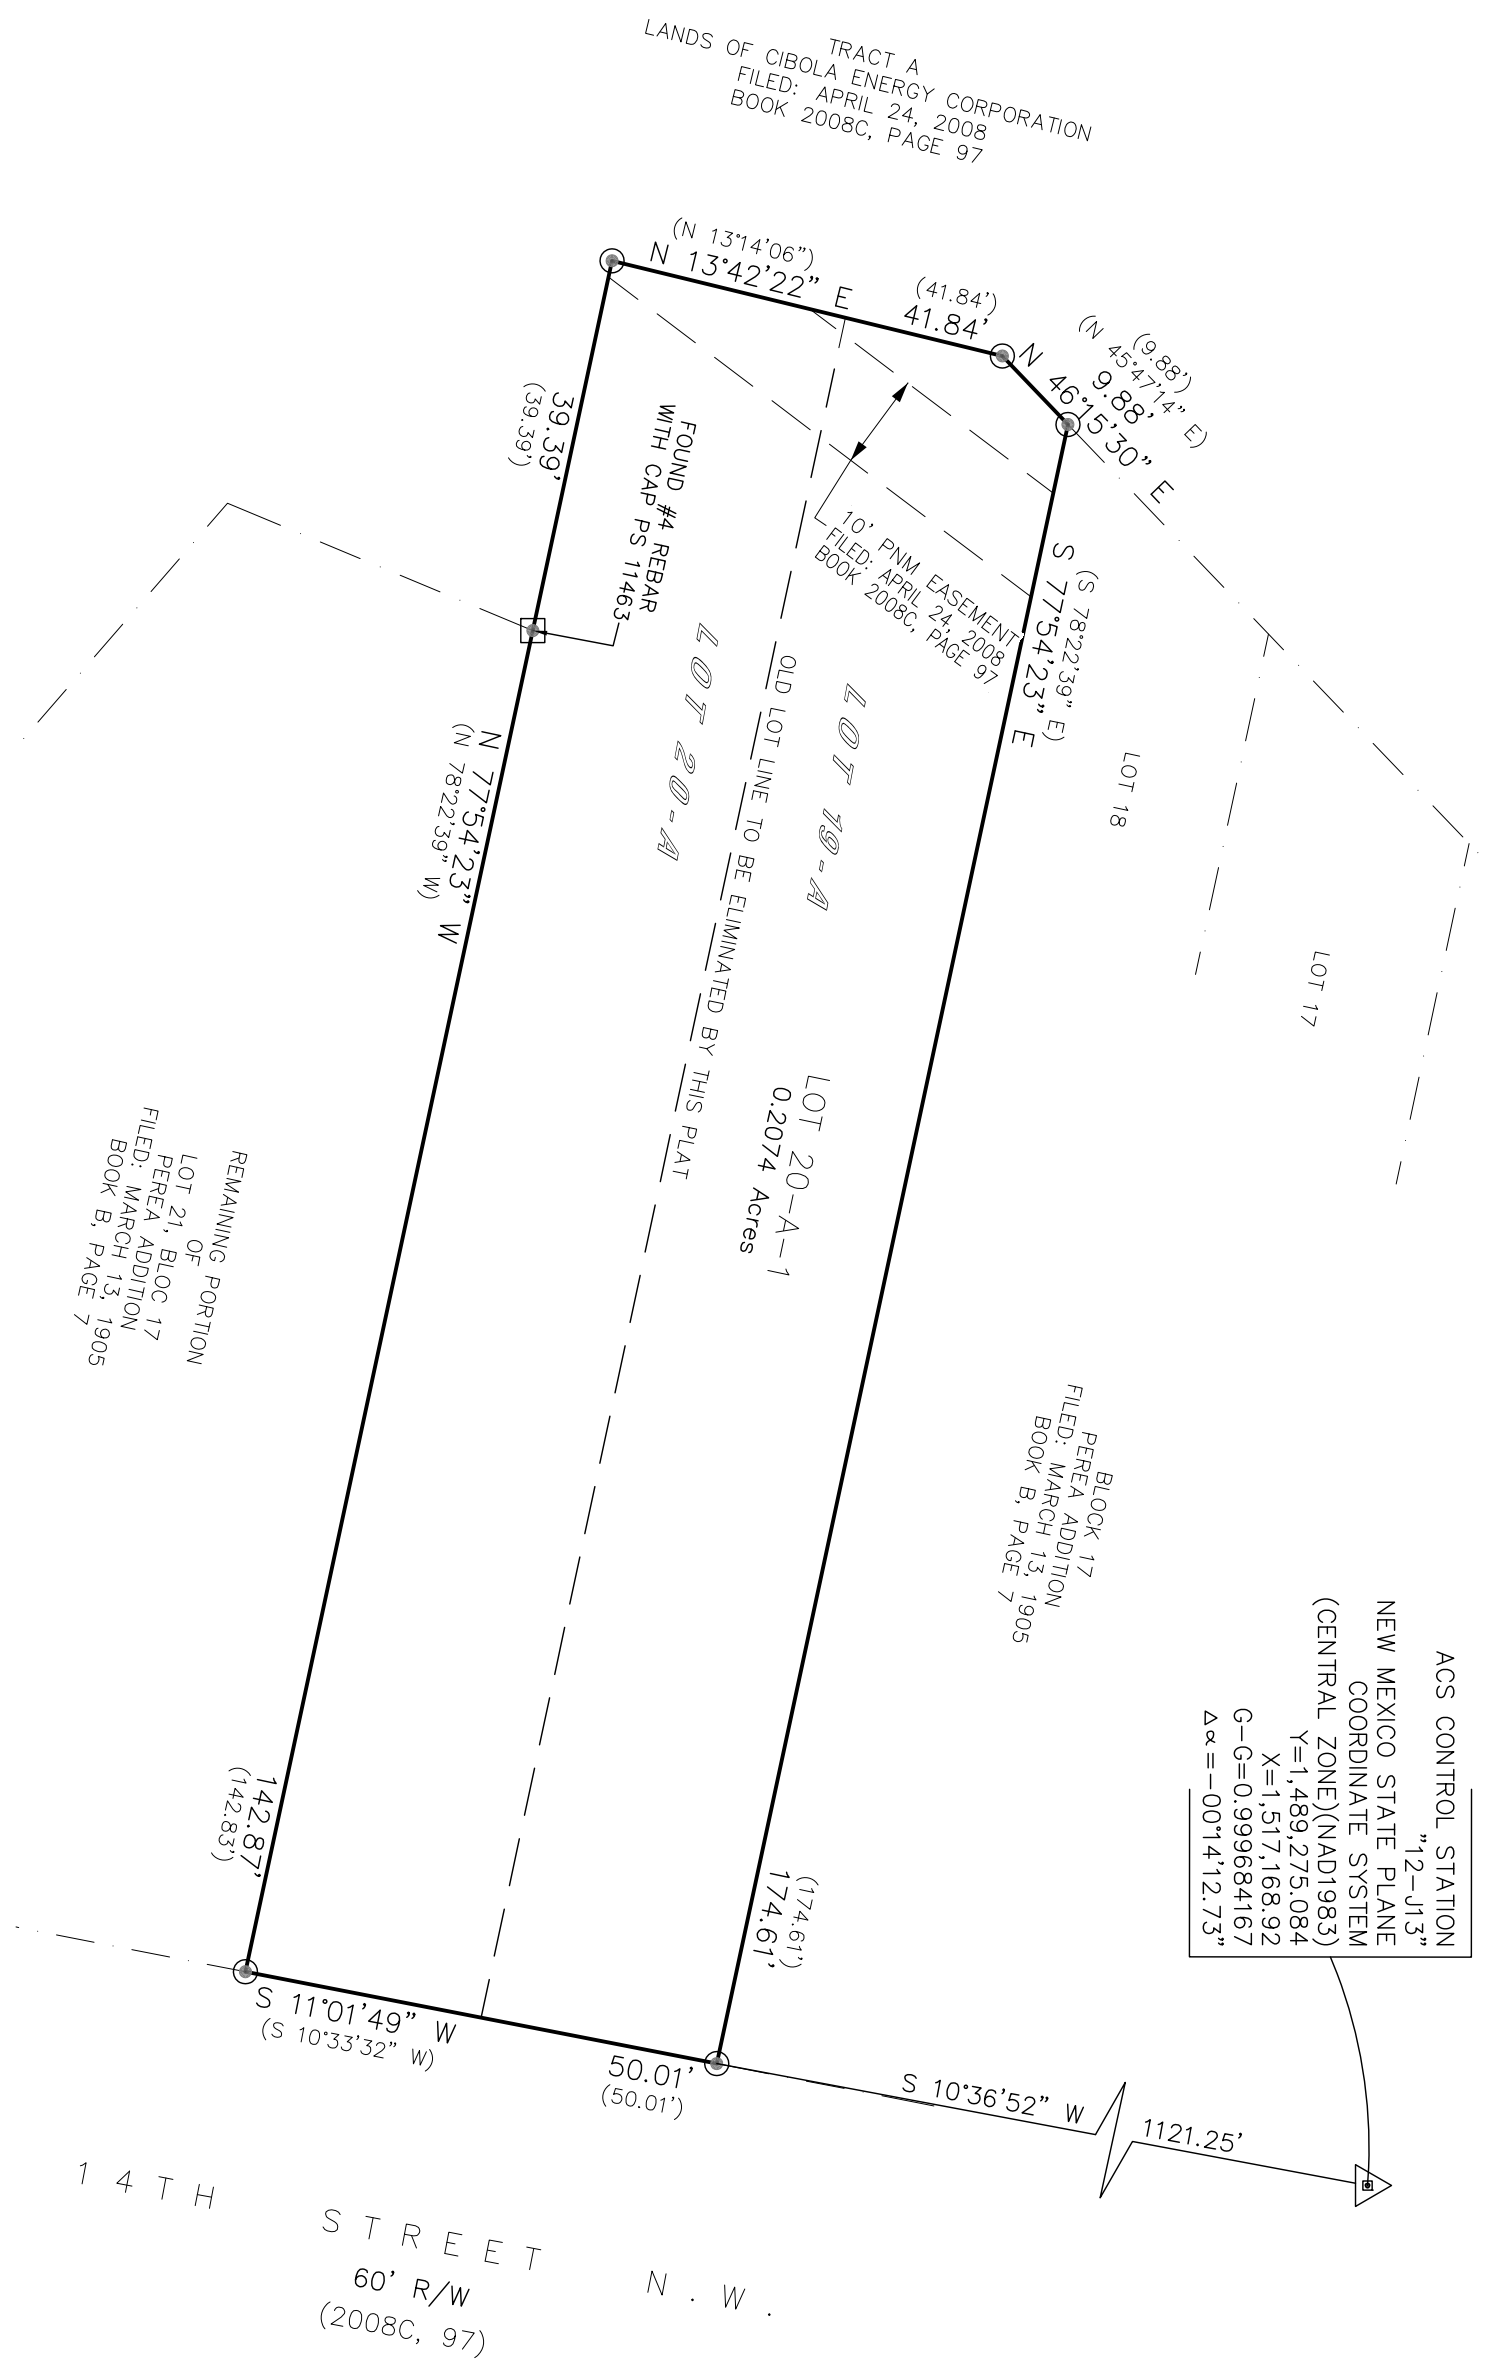 TRACT A
LANDS OF CIBOLA ENERGY CORPORATION
FILED: APRIL 24, 2008
BOOK 2008C, PAGE 97
(N 13°14'06")
N 13°42'22" E
(41.84')
41.84'
(9.88')
(N 45°47'14" E)
9.88'
N 46°15'30" E
39.39'
(39.39')
FOUND #4 REBAR
WITH CAP PS 11463
10' PNM EASEMENT
FILED: APRIL 24, 2008
BOOK 2008C, PAGE 97
(S 78°22'39" E)
S 77°54'23" E
LOT 20-A
OLD LOT LINE TO BE ELIMINATED BY THIS PLAT
LOT 19-A
LOT 18
LOT 17
N 77°54'23" W
(N 78°22'39" W)
LOT 20-A-1
0.2074 Acres
REMAINING PORTION
OF
LOT 21, BLOC 17
PEREA ADDITION
FILED: MARCH 13, 1905
BOOK B, PAGE 7
BLOCK 17
PEREA ADDITION
FILED: MARCH 13, 1905
BOOK B, PAGE 7
ACS CONTROL STATION
"12-J13"
NEW MEXICO STATE PLANE
COORDINATE SYSTEM
(CENTRAL ZONE)(NAD1983)
Y=1,489,275.084
X=1,517,168.92
G-G=0.999684167
Δα=-00°14'12.73"
142.87'
(142.83')
(174.61')
174.61'
S 11°01'49" W
(S 10°33'32" W)
50.01'
(50.01')
S 10°36'52" W
1121.25'
14TH STREET N.W.
60' R/W
(2008C, 97)